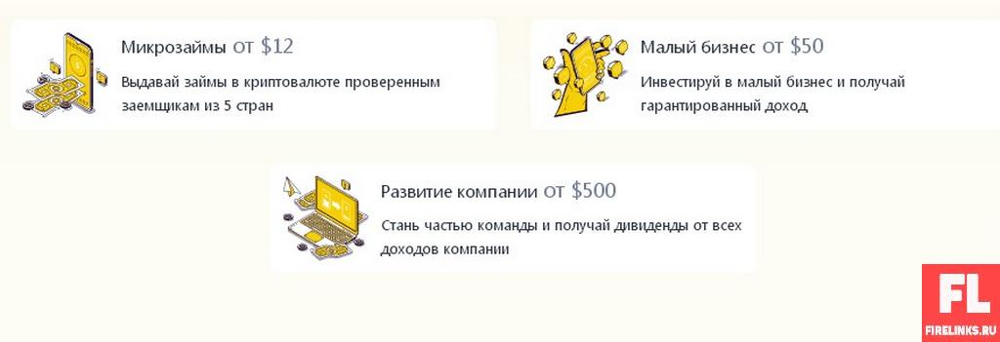 Микрозаймы от $12
Выдавай займы в криптовалюте проверенным
заемщикам из 5 стран
Малый бизнес от $50
Инвестируй в малый бизнес и получай
гарантированный доход
Развитие компании от $500
Стань частью команды и получай дивиденды от всех
доходов компании
FL
FIRELINKS.RU